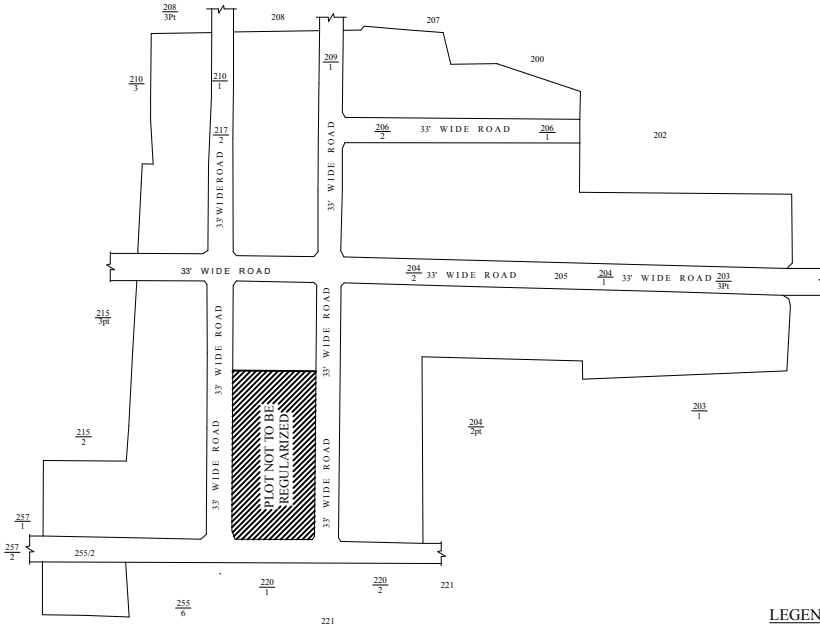 208
3Pt
208
207
200
210
3
210
1
209
1
217
2
206
2
33' WIDE ROAD
206
1
202
33' WIDE ROAD
33' WIDE ROAD
33' WIDE ROAD
204
2
33' WIDE ROAD
205
204
1
33' WIDE ROAD
203
3Pt
215
3pt
33' WIDE ROAD
33' WIDE ROAD
203
1
PLOT NOT TO BE
REGULARIZED
204
2pt
215
2
33' WIDE ROAD
33' WIDE ROAD
257
1
257
2
255/2
220
1
220
2
221
255
6
221